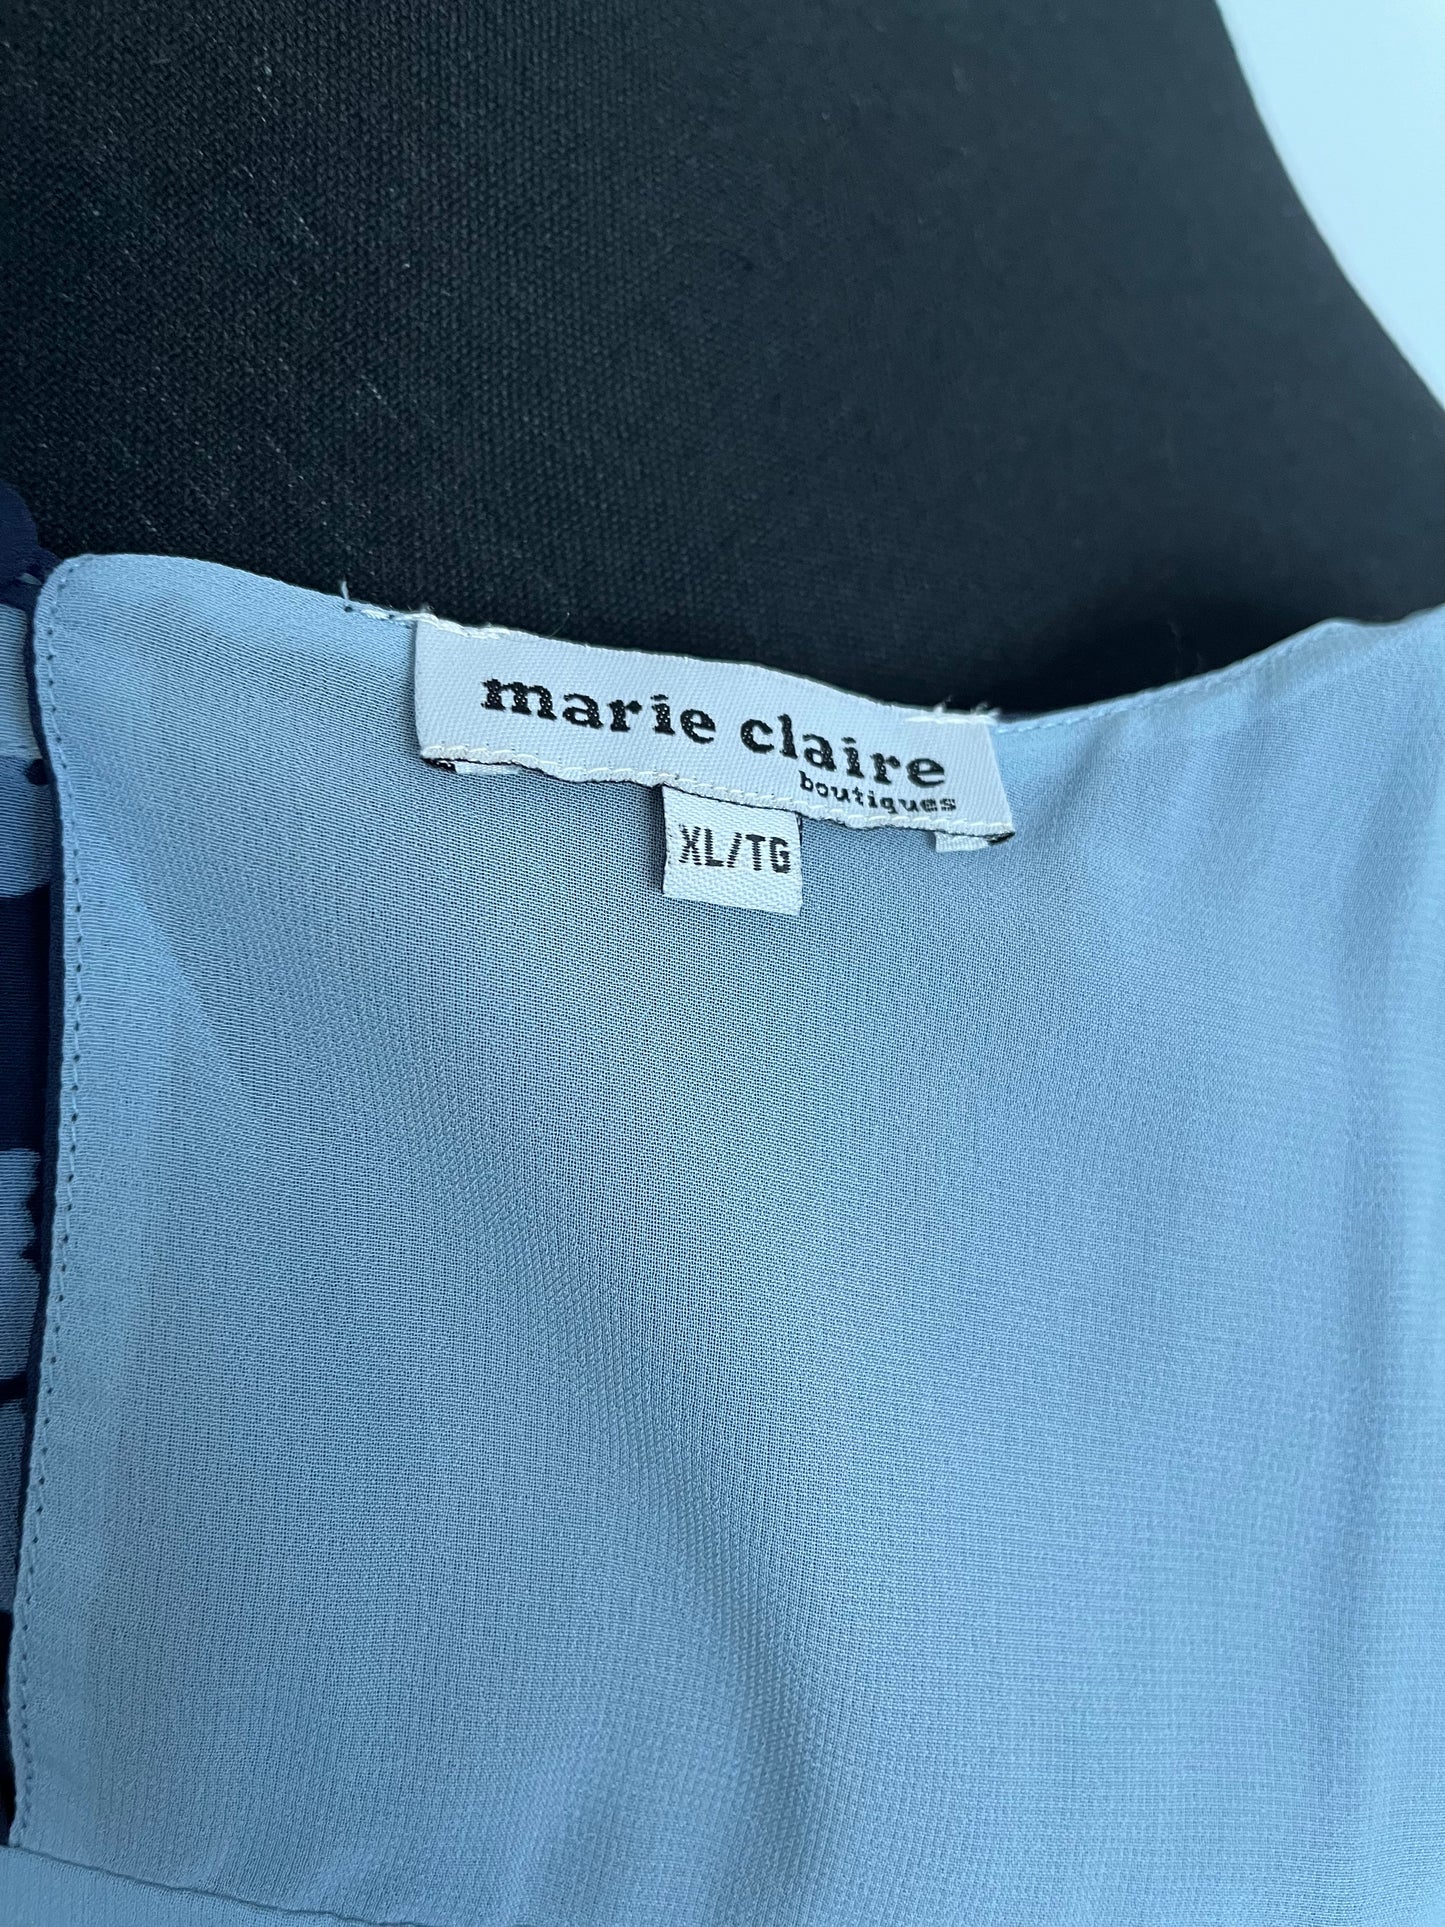 marie claire
boutiques
XL/TG